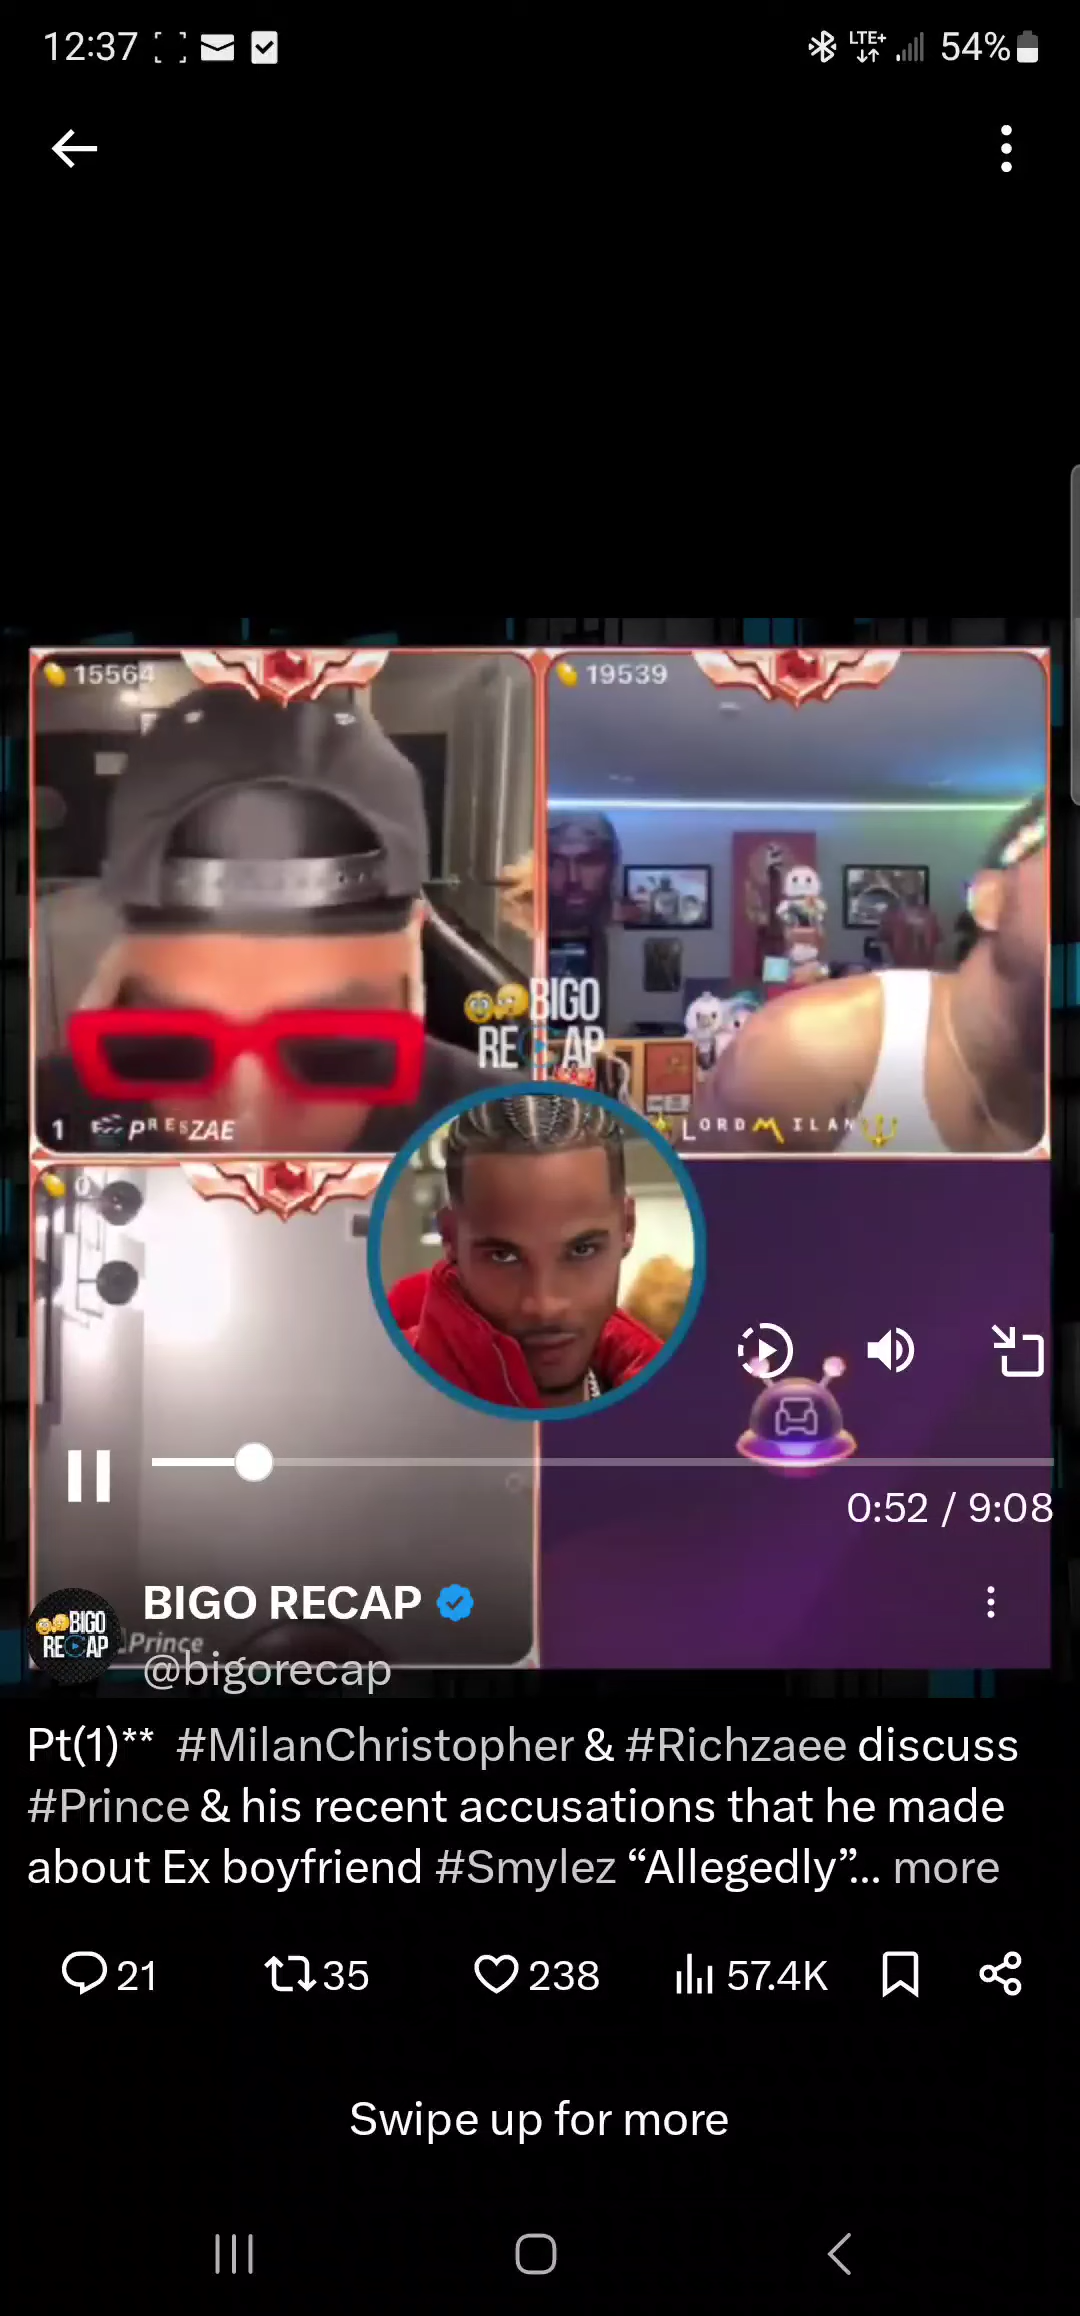 12:37 LTE+ 54%
15564 19539
BIGO
RECAP
1 PRESZAE LORD MILAN
0
0:52 / 9:08
BIGO RECAP
BIGO
RECAP
Prince
@bigorecap
Pt(1)** #MilanChristopher & #Richzaee discuss
#Prince & his recent accusations that he made
about Ex boyfriend #Smylez “Allegedly”... more
21 35 238 57.4K
Swipe up for more